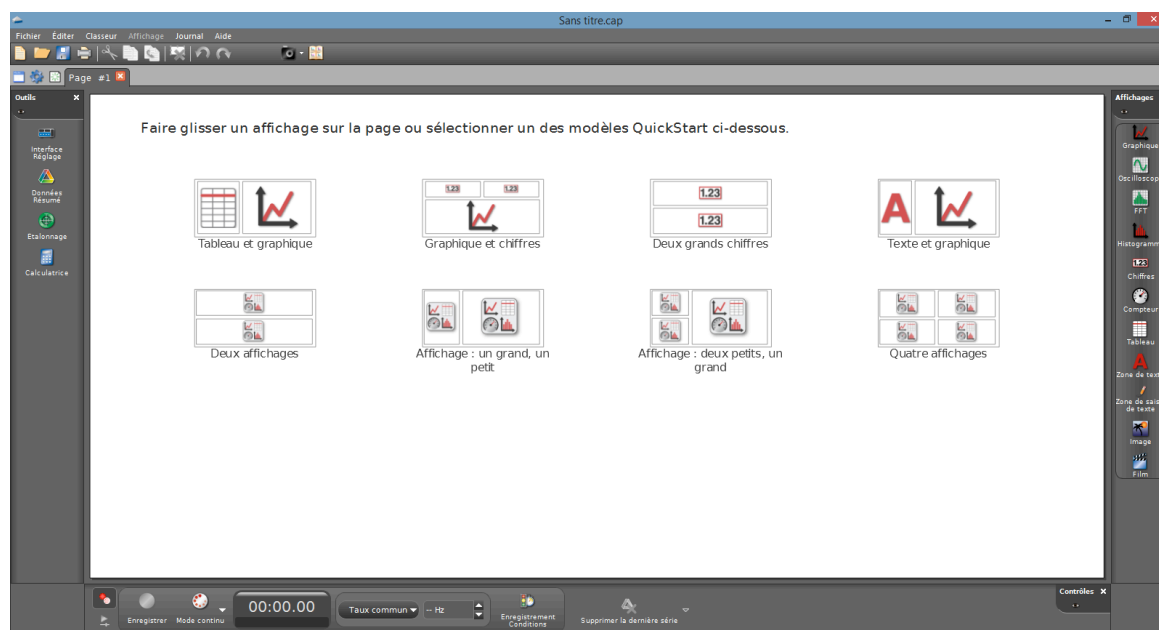 Sans titre.cap
Fichier Éditer Classeur Affichage Journal Aide
Page #1
Outils
Interface
Réglage
Données
Résumé
Etalonnage
Calculatrice
Faire glisser un affichage sur la page ou sélectionner un des modèles QuickStart ci-dessous.
1.23 1.23
1.23
1.23
A
Tableau et graphique
Graphique et chiffres
Deux grands chiffres
Texte et graphique
Deux affichages
Affichage : un grand, un
petit
Affichage : deux petits, un
grand
Quatre affichages
Affichages
Graphique
Oscilloscop
FFT
Histogramm
1.23
Chiffres
Compteur
Tableau
A
Zone de text
Zone de sais
de texte
Image
Film
Enregistrer
Mode continu
00:00.00
Taux commun
-- Hz
Enregistrement
Conditions
Supprimer la dernière série
Contrôles